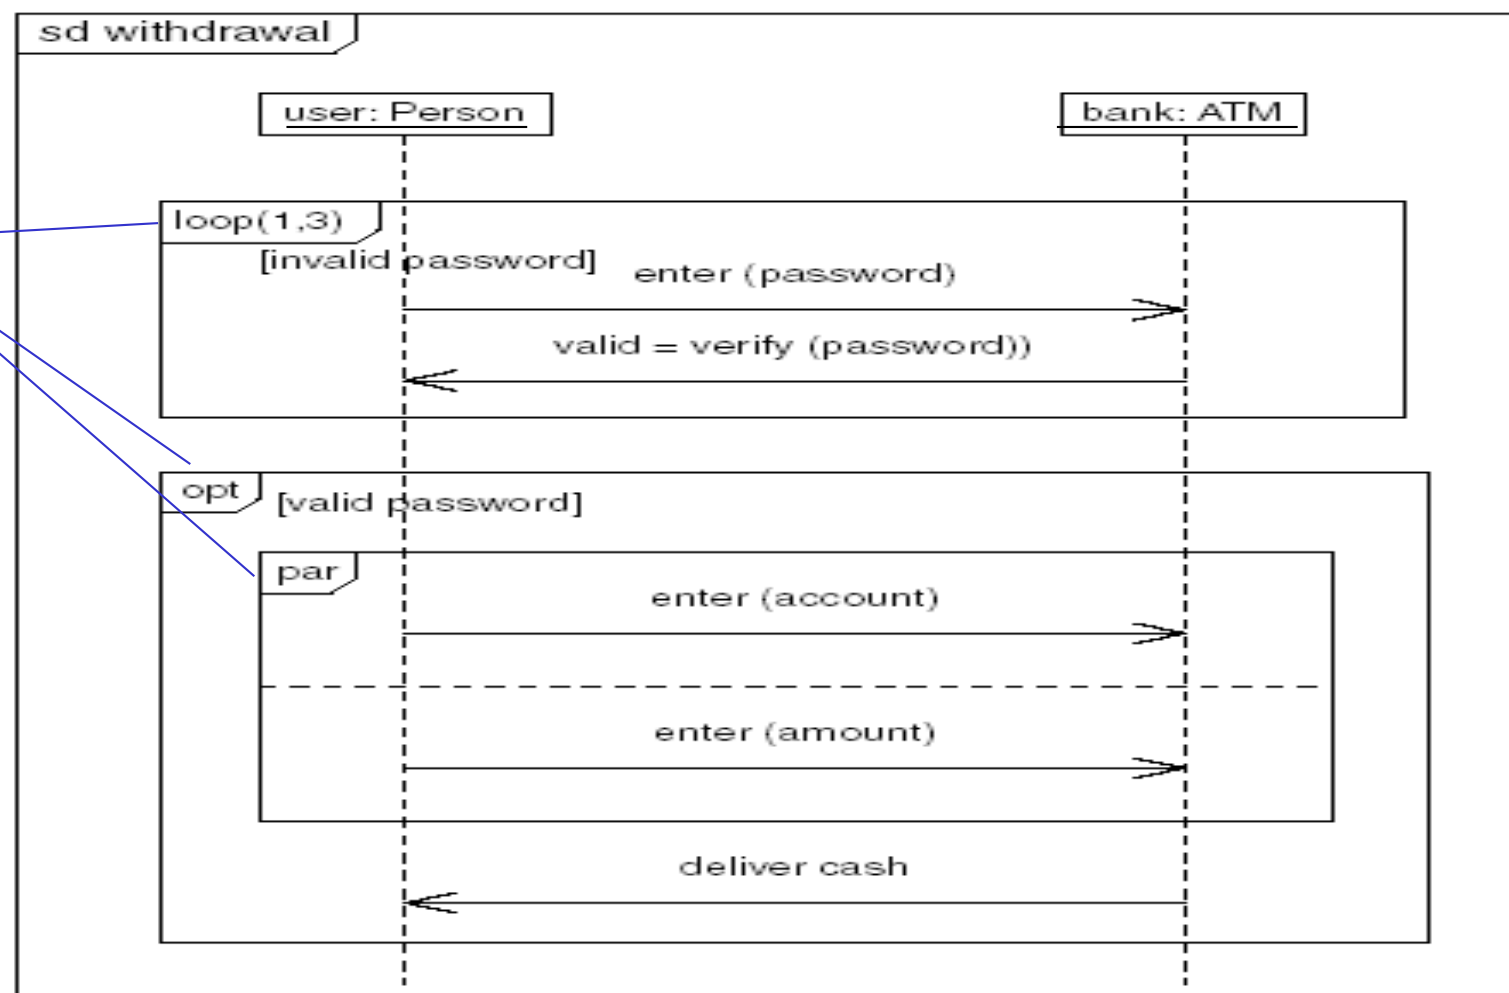 sd withdrawal
user: Person
bank: ATM
loop(1,3)
[invalid password]
enter (password)
valid = verify (password))
opt
[valid password]
par
enter (account)
enter (amount)
deliver cash